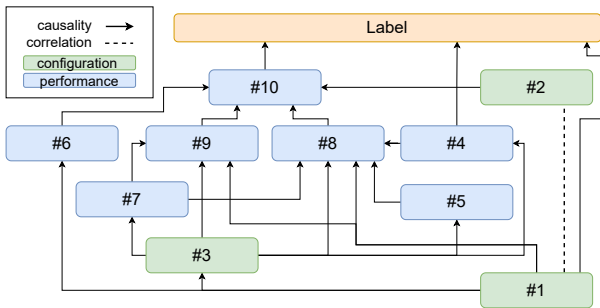 causality
correlation
configuration
performance
Label
#10
#2
#6
#9
#8
#4
#7
#5
#3
#1